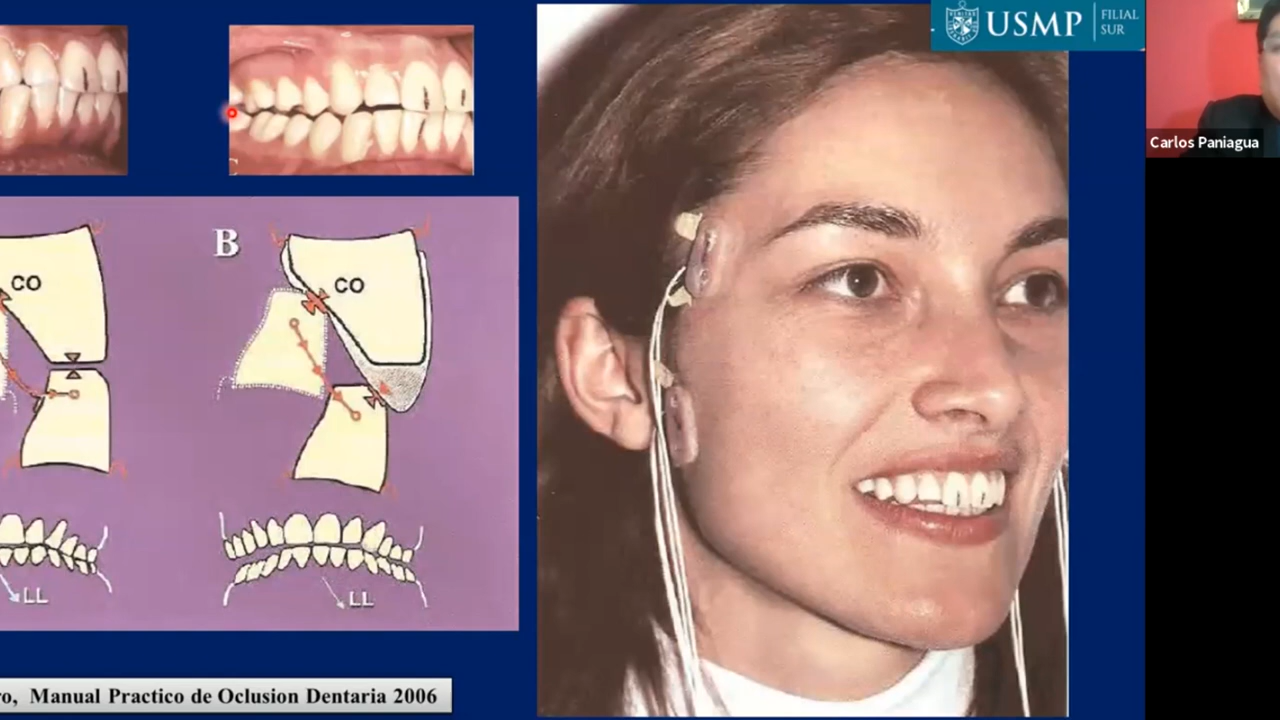 USMP
FILIAL
SUR
Carlos Paniagua
B
CO
CO
LL
LL
ro, Manual Practico de Oclusion Dentaria 2006